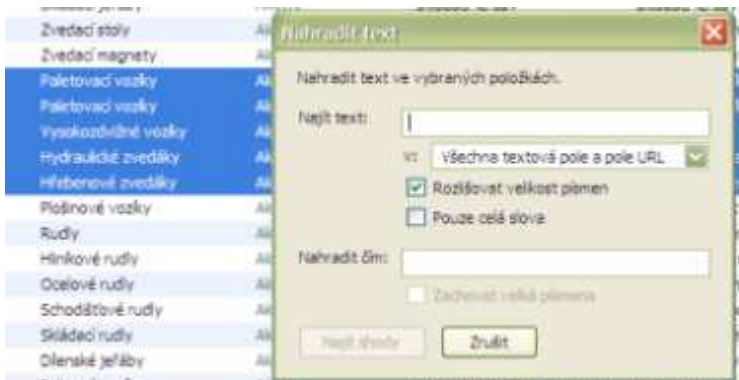 Zvedací stoly
Zvedací magnety
Paletovací vozíky
Paletovací vozíky
Vysokozdvižné vozíky
Hydraulické zvedáky
Hřebenové zvedáky
Plošinové vozíky
Rudly
Hliníkové rudly
Ocelové rudly
Schodišťové rudly
Skládací rudly
Dílenské jeřáby
Nahradit text
Nahradit text ve vybraných položkách.
Najít text:
v: Všechna textová pole a pole URL
Rozlišovat velikost písmen
Pouze celá slova
Nahradit čím:
Zachovat velká písmena
Najít shody Zrušit